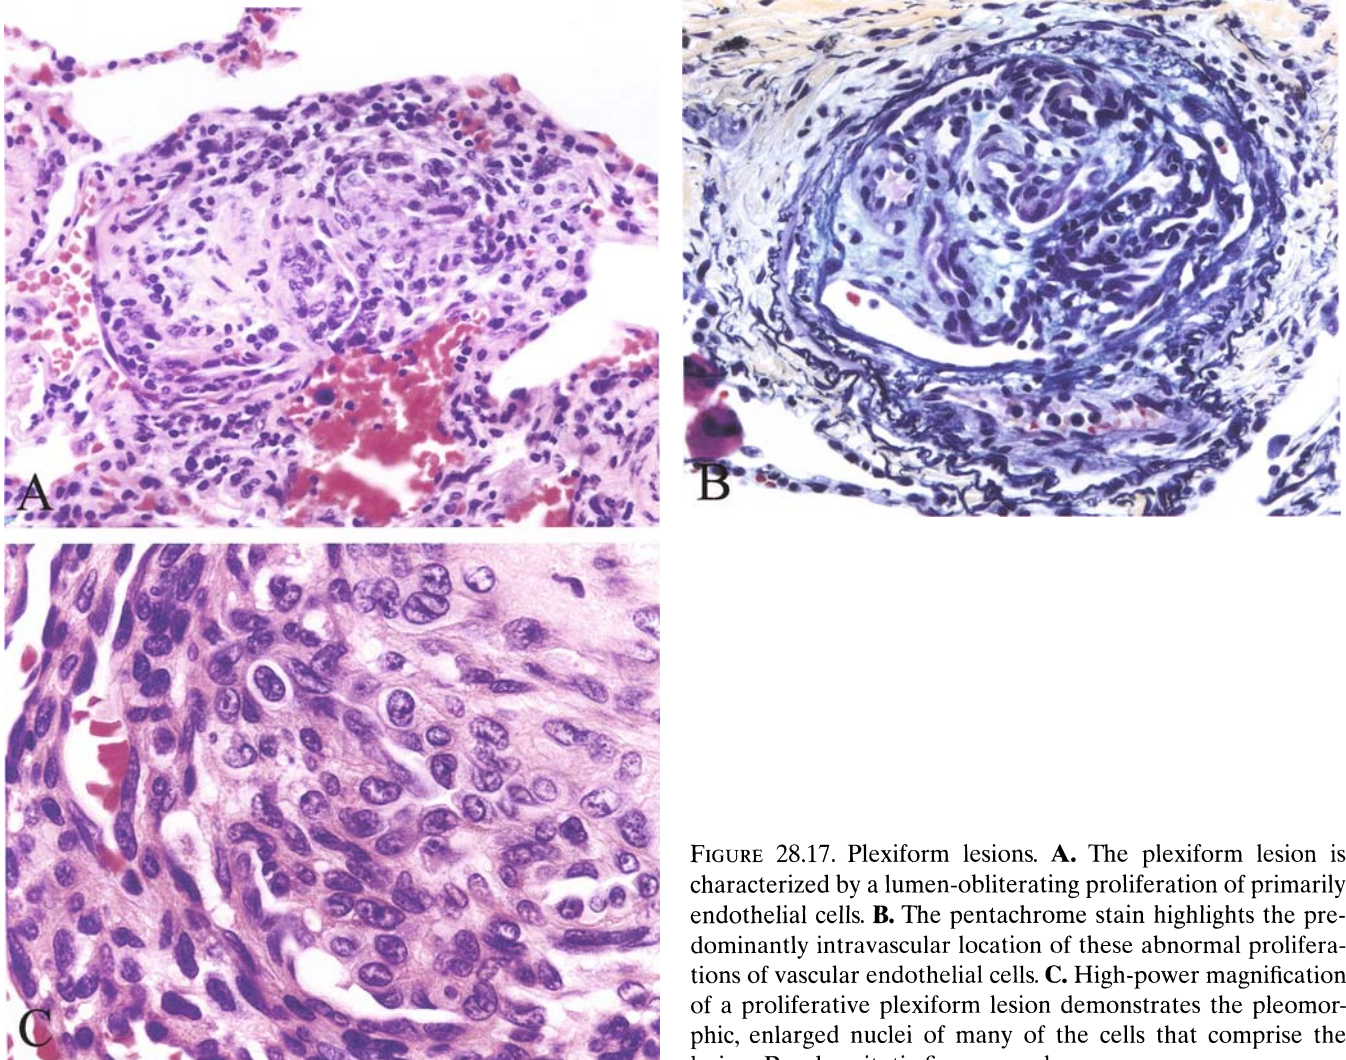 A
B
C
FIGURE 28.17. Plexiform lesions. A. The plexiform lesion is
characterized by a lumen-obliterating proliferation of primarily
endothelial cells. B. The pentachrome stain highlights the pre-
dominantly intravascular location of these abnormal prolifera-
tions of vascular endothelial cells. C. High-power magnification
of a proliferative plexiform lesion demonstrates the pleomor-
phic, enlarged nuclei of many of the cells that comprise the